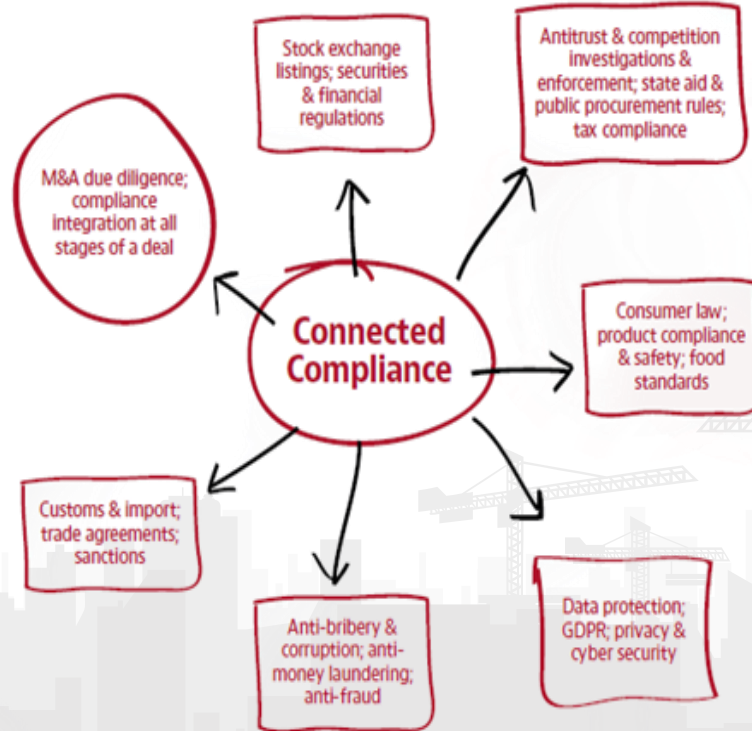 Stock exchange
listings; securities
& financial
regulations
Antitrust & competition
investigations &
enforcement; state aid &
public procurement rules;
tax compliance
M&A due diligence;
compliance
integration at all
stages of a deal
Connected
Compliance
Consumer law;
product compliance
& safety; food
standards
Customs & import;
trade agreements;
sanctions
Anti-bribery &
corruption; anti-
money laundering;
anti-fraud
Data protection;
GDPR; privacy &
cyber security